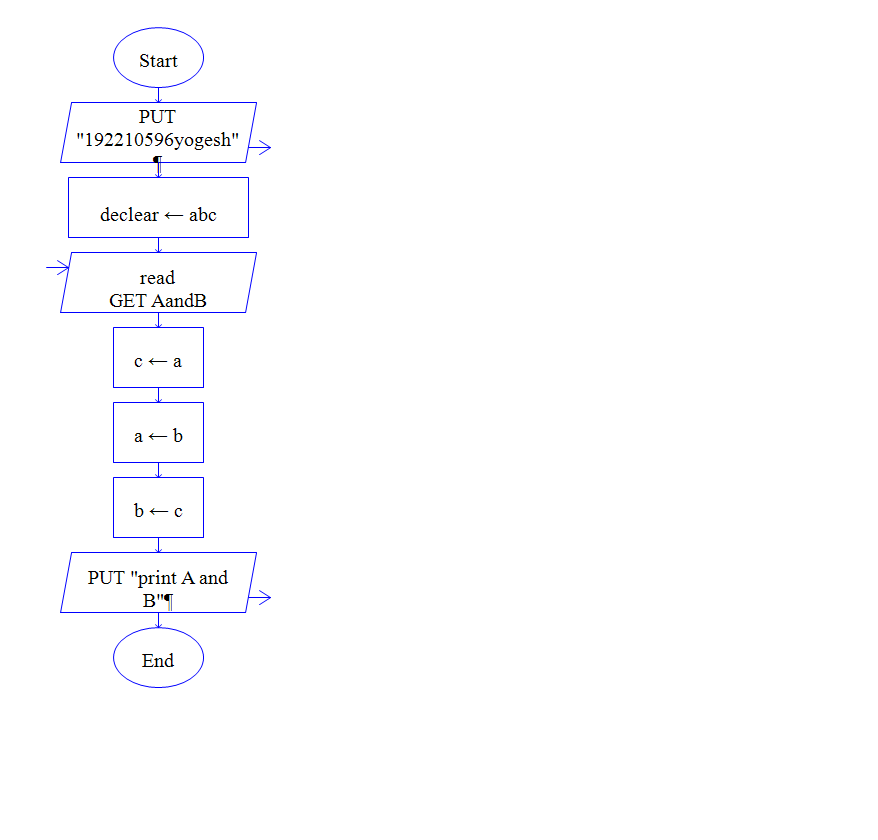 Start
PUT
"192210596yogesh"
¶
declear ← abc
read
GET AandB
c ← a
a ← b
b ← c
PUT "print A and
B"¶
End